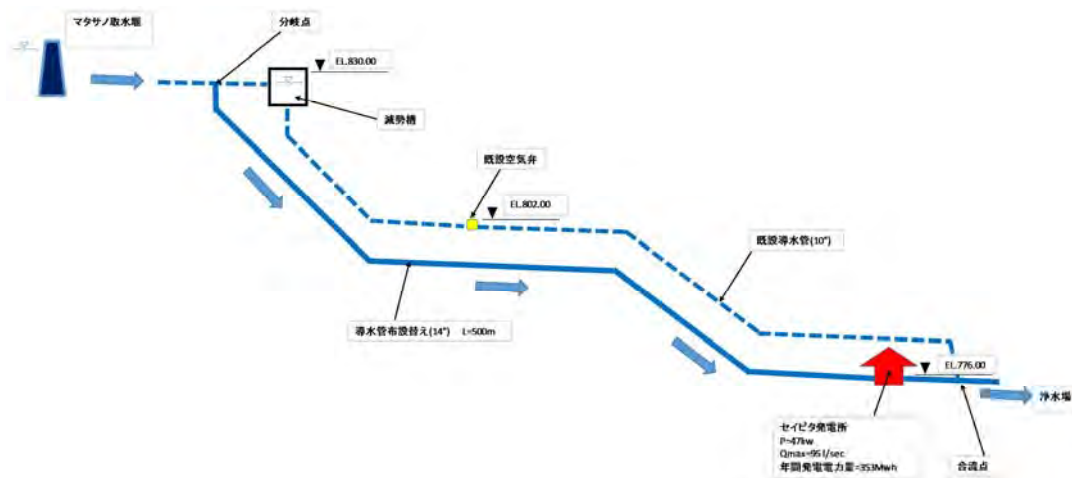 マタサノ取水堰
分岐点
EL.830.00
減勢槽
既設空気弁
EL.802.00
既設導水管(10")
導水管布設替え(14") L=500m
EL.776.00
浄水場
セイピタ発電所
P=47kw
Qmax=95 l/sec
年間発電電力量=353Mwh
合流点